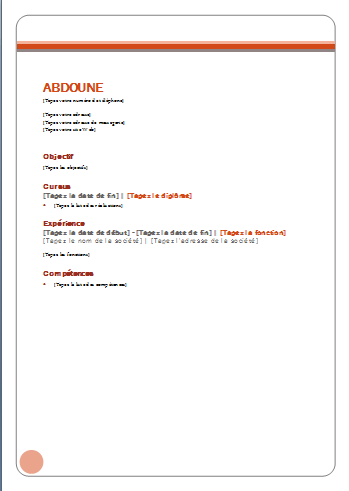 ABDOUNE
[Tapez votre numéro de téléphone]
[Tapez votre adresse]
[Tapez votre adresse de messagerie]
[Tapez votre site Web]
Objectif
[Tapez les objectifs]
Cursus
[Tapez la date de fin] | [Tapez le diplôme]
• [Tapez la liste des réalisations]
Expérience
[Tapez la date de début] - [Tapez la date de fin] | [Tapez la fonction]
[Tapez le nom de la société] | [Tapez l'adresse de la société]
[Tapez les fonctions]
Compétences
• [Tapez la liste des compétences]